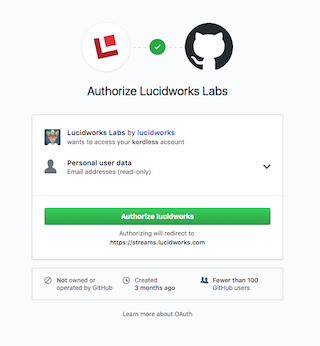 Authorize Lucidworks Labs
Lucidworks Labs by lucidworks
wants to access your kordless account
Personal user data
Email addresses (read-only)
Authorize lucidworks
Authorizing will redirect to
https://streams.lucidworks.com
Not owned or
operated by GitHub
Created
3 months ago
Fewer than 100
GitHub users
Learn more about OAuth